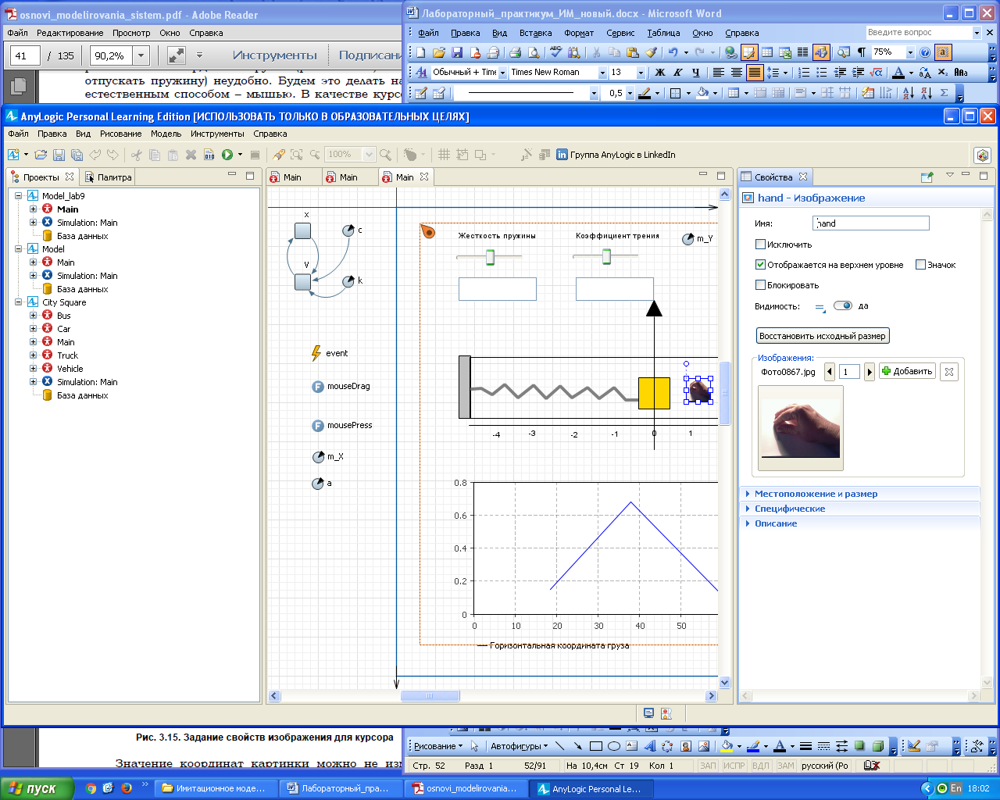 osnovi_modelirovania_sistem.pdf - Adobe Reader
Файл Редактирование Просмотр Окно Справка
41 / 135 90,2% Инструменты
отпускать пружину) неудобно. Будем это делать
естественным способом – мышью. В качестве
Лабораторный_практикум_ИМ_новый.docx - Microsoft Word
Файл Правка Вид Вставка Формат Сервис Таблица Окно Справка Введите вопрос
75%
Обычный + Time Times New Roman 13 Ж К Ч
0,5
AnyLogic Personal Learning Edition [ИСПОЛЬЗОВАТЬ ТОЛЬКО В ОБРАЗОВАТЕЛЬНЫХ ЦЕЛЯХ]
Файл Правка Вид Рисование Модель Инструменты Справка
100% Группа AnyLogic в LinkedIn
Проекты Палитра
Model_lab9
Main
Simulation: Main
База данных
Model
Main
Simulation: Main
База данных
City Square
Bus
Car
Main
Truck
Vehicle
Simulation: Main
База данных
Main Main Main
x
c
V
k
event
mouseDrag
mousePress
m_X
a
Жесткость пружины Коэффициент трения m_Y
-4 -3 -2 -1 0 1
0.8
0.6
0.4
0.2
0
0 10 20 30 40 50
Горизонтальная координата груза
Свойства
hand - Изображение
Имя: hand
Исключить
Отображается на верхнем уровне Значок
Блокировать
Видимость: да
Восстановить исходный размер
Изображения:
Фото0867.jpg 1 Добавить
Местоположение и размер
Специфические
Описание
Рис. 3.15. Задание свойств изображения для курсора
Значение координат картинки можно не
Рисование Автофигуры
Стр. 52 Разд 1 52/91 На 10,4см Ст 19 Кол 1 ЗАП ИСПР ВДЛ ЗАМ русский (Ро
пуск Имитационное моде... Лабораторный_пра... osnovi_modelirovania... AnyLogic Personal Le... En 18:02